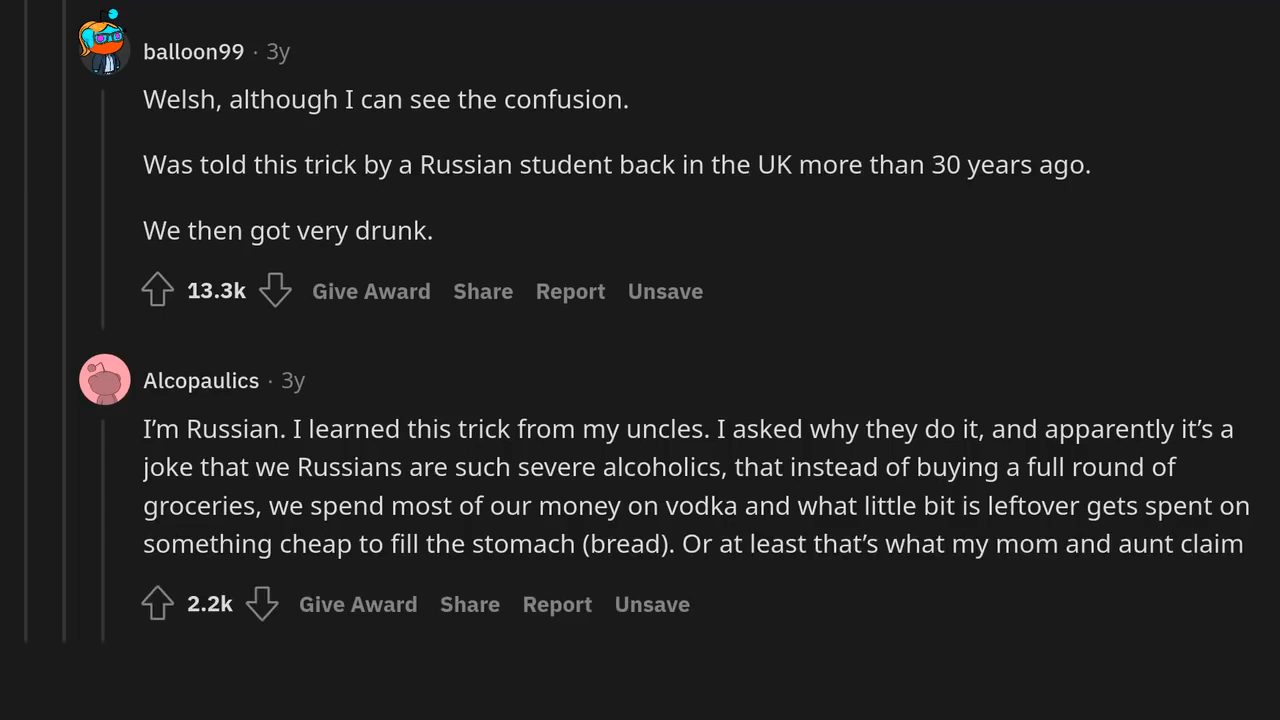 balloon99 · 3y
Welsh, although I can see the confusion.
Was told this trick by a Russian student back in the UK more than 30 years ago.
We then got very drunk.
13.3k Give Award Share Report Unsave
Alcopaulics · 3y
I’m Russian. I learned this trick from my uncles. I asked why they do it, and apparently it’s a
joke that we Russians are such severe alcoholics, that instead of buying a full round of
groceries, we spend most of our money on vodka and what little bit is leftover gets spent on
something cheap to fill the stomach (bread). Or at least that’s what my mom and aunt claim
2.2k Give Award Share Report Unsave